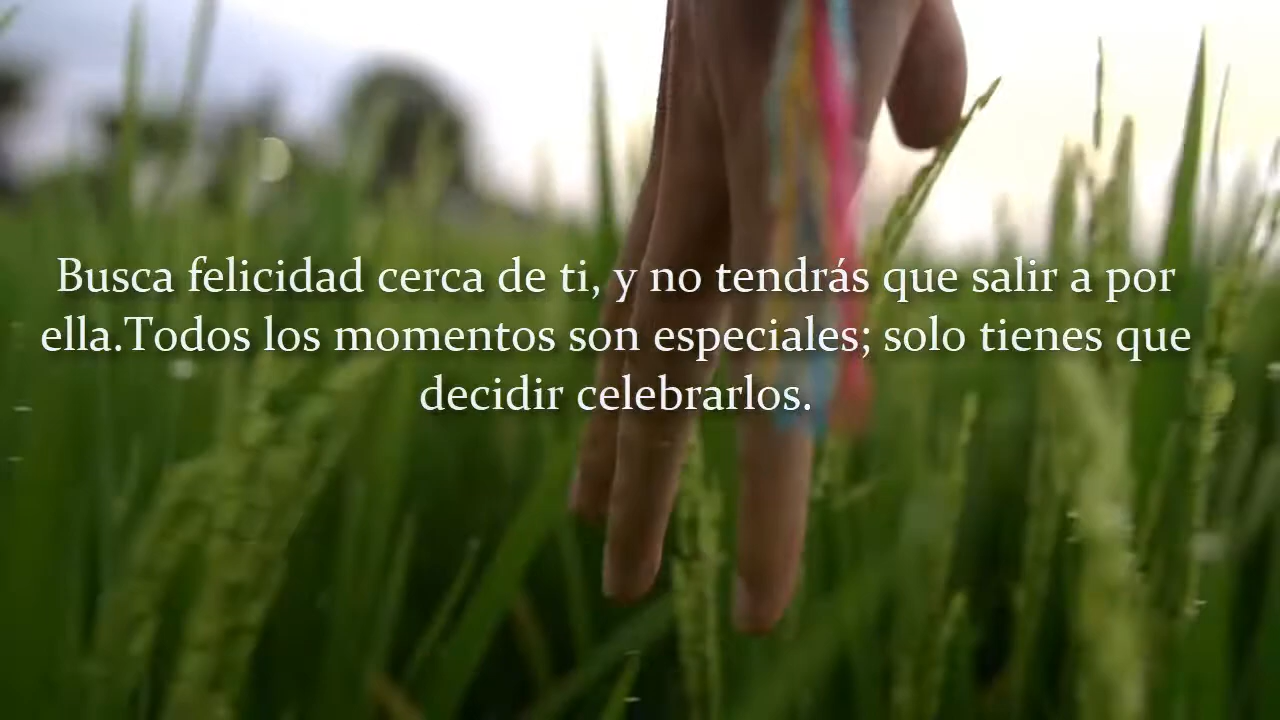 Busca felicidad cerca de ti, y no tendrás que salir a por
ella.Todos los momentos son especiales; solo tienes que
decidir celebrarlos.